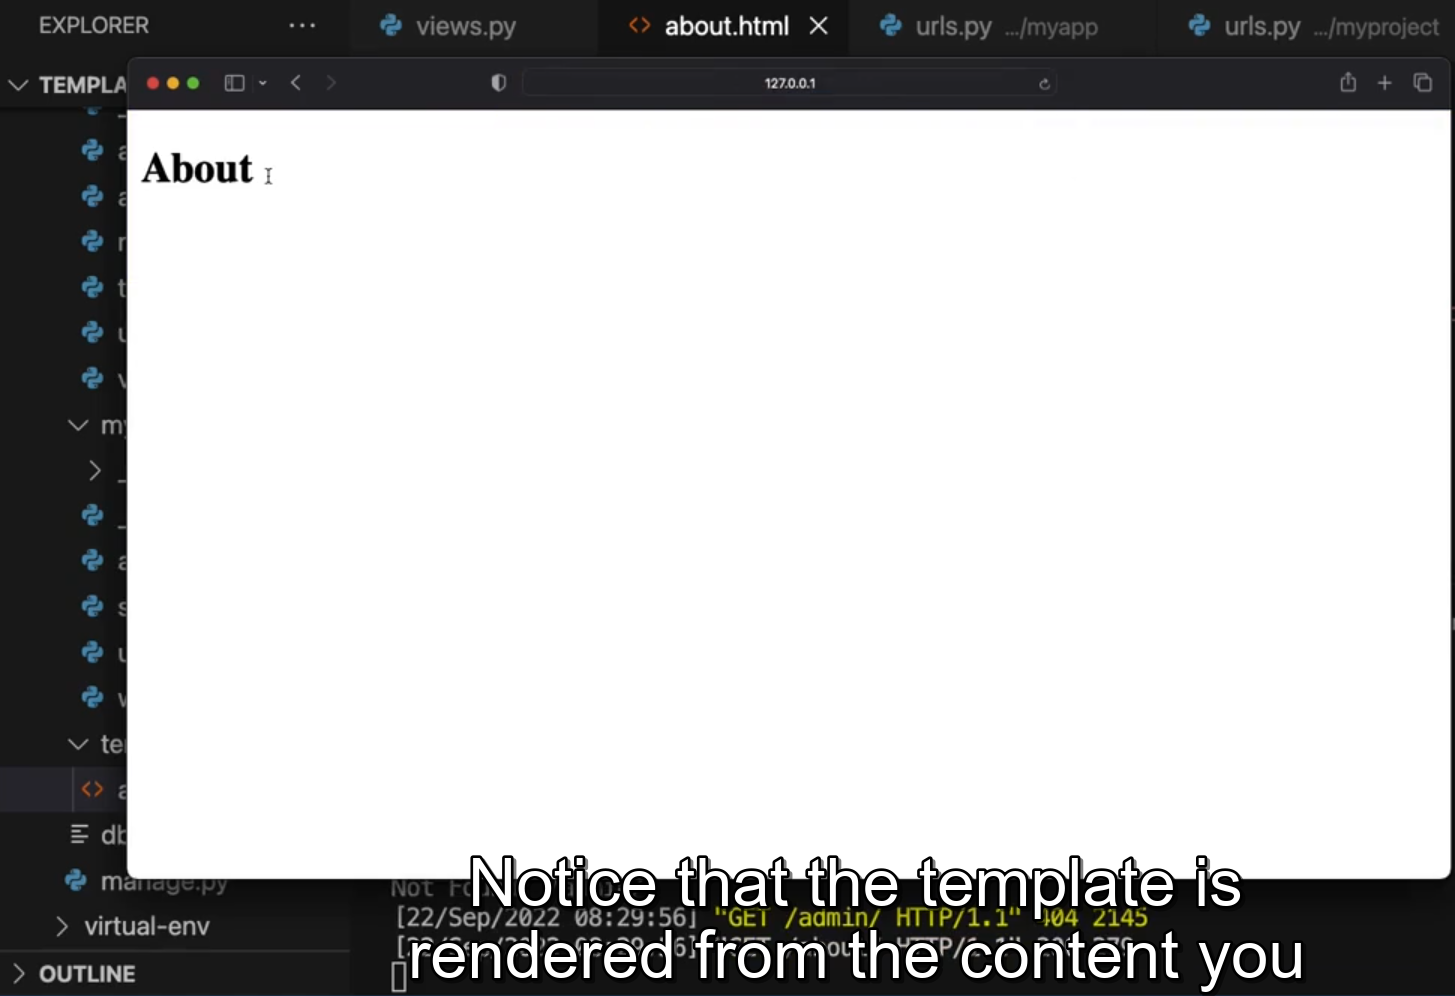 EXPLORER
views.py
about.html
urls.py .../myapp
urls.py .../myproject
TEMPLA
127.0.0.1
About
a
a
r
t
u
v
my
_
_
a
s
u
w
te
a
db
manage.py
virtual-env
OUTLINE
Not
[22/Sep/2022 08:29:56] "GET /admin/ HTTP/1.1" 404 2145
Notice that the template is
rendered from the content you